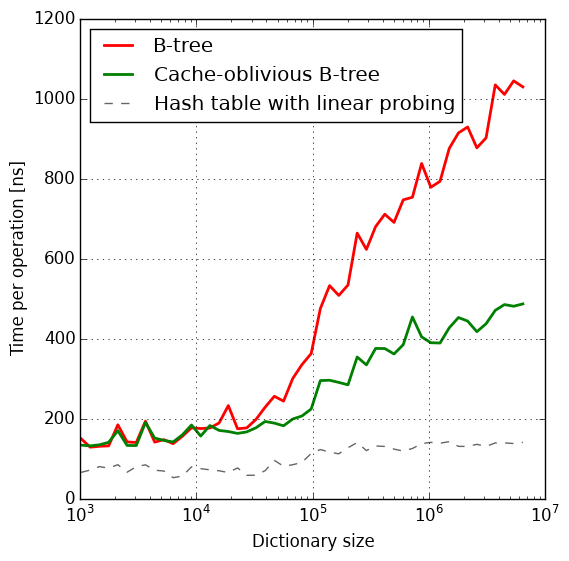 1200
1000
800
600
400
200
0
Time per operation [ns]
B-tree
Cache-oblivious B-tree
Hash table with linear probing
10³ 10⁴ 10⁵ 10⁶ 10⁷
Dictionary size